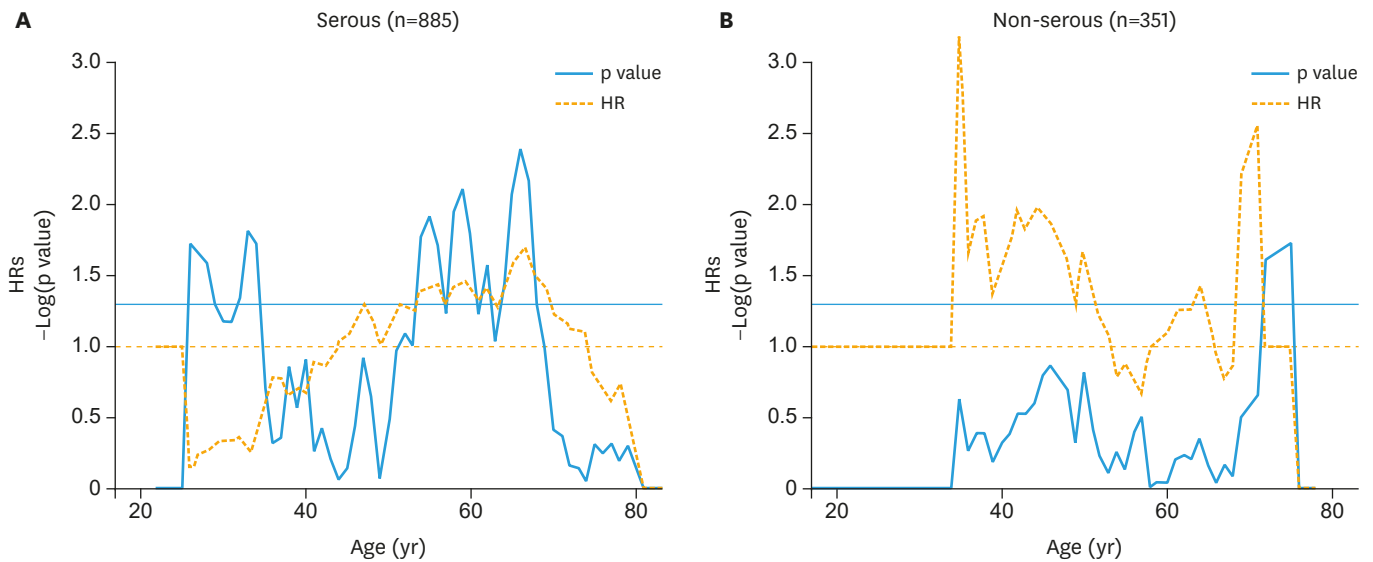 A
Serous (n=885)
3.0
2.5
2.0
1.5
1.0
0.5
0
HRs
−Log(p value)
p value
HR
20
40
60
80
Age (yr)
B
Non-serous (n=351)
3.0
2.5
2.0
1.5
1.0
0.5
0
HRs
−Log(p value)
p value
HR
20
40
60
80
Age (yr)